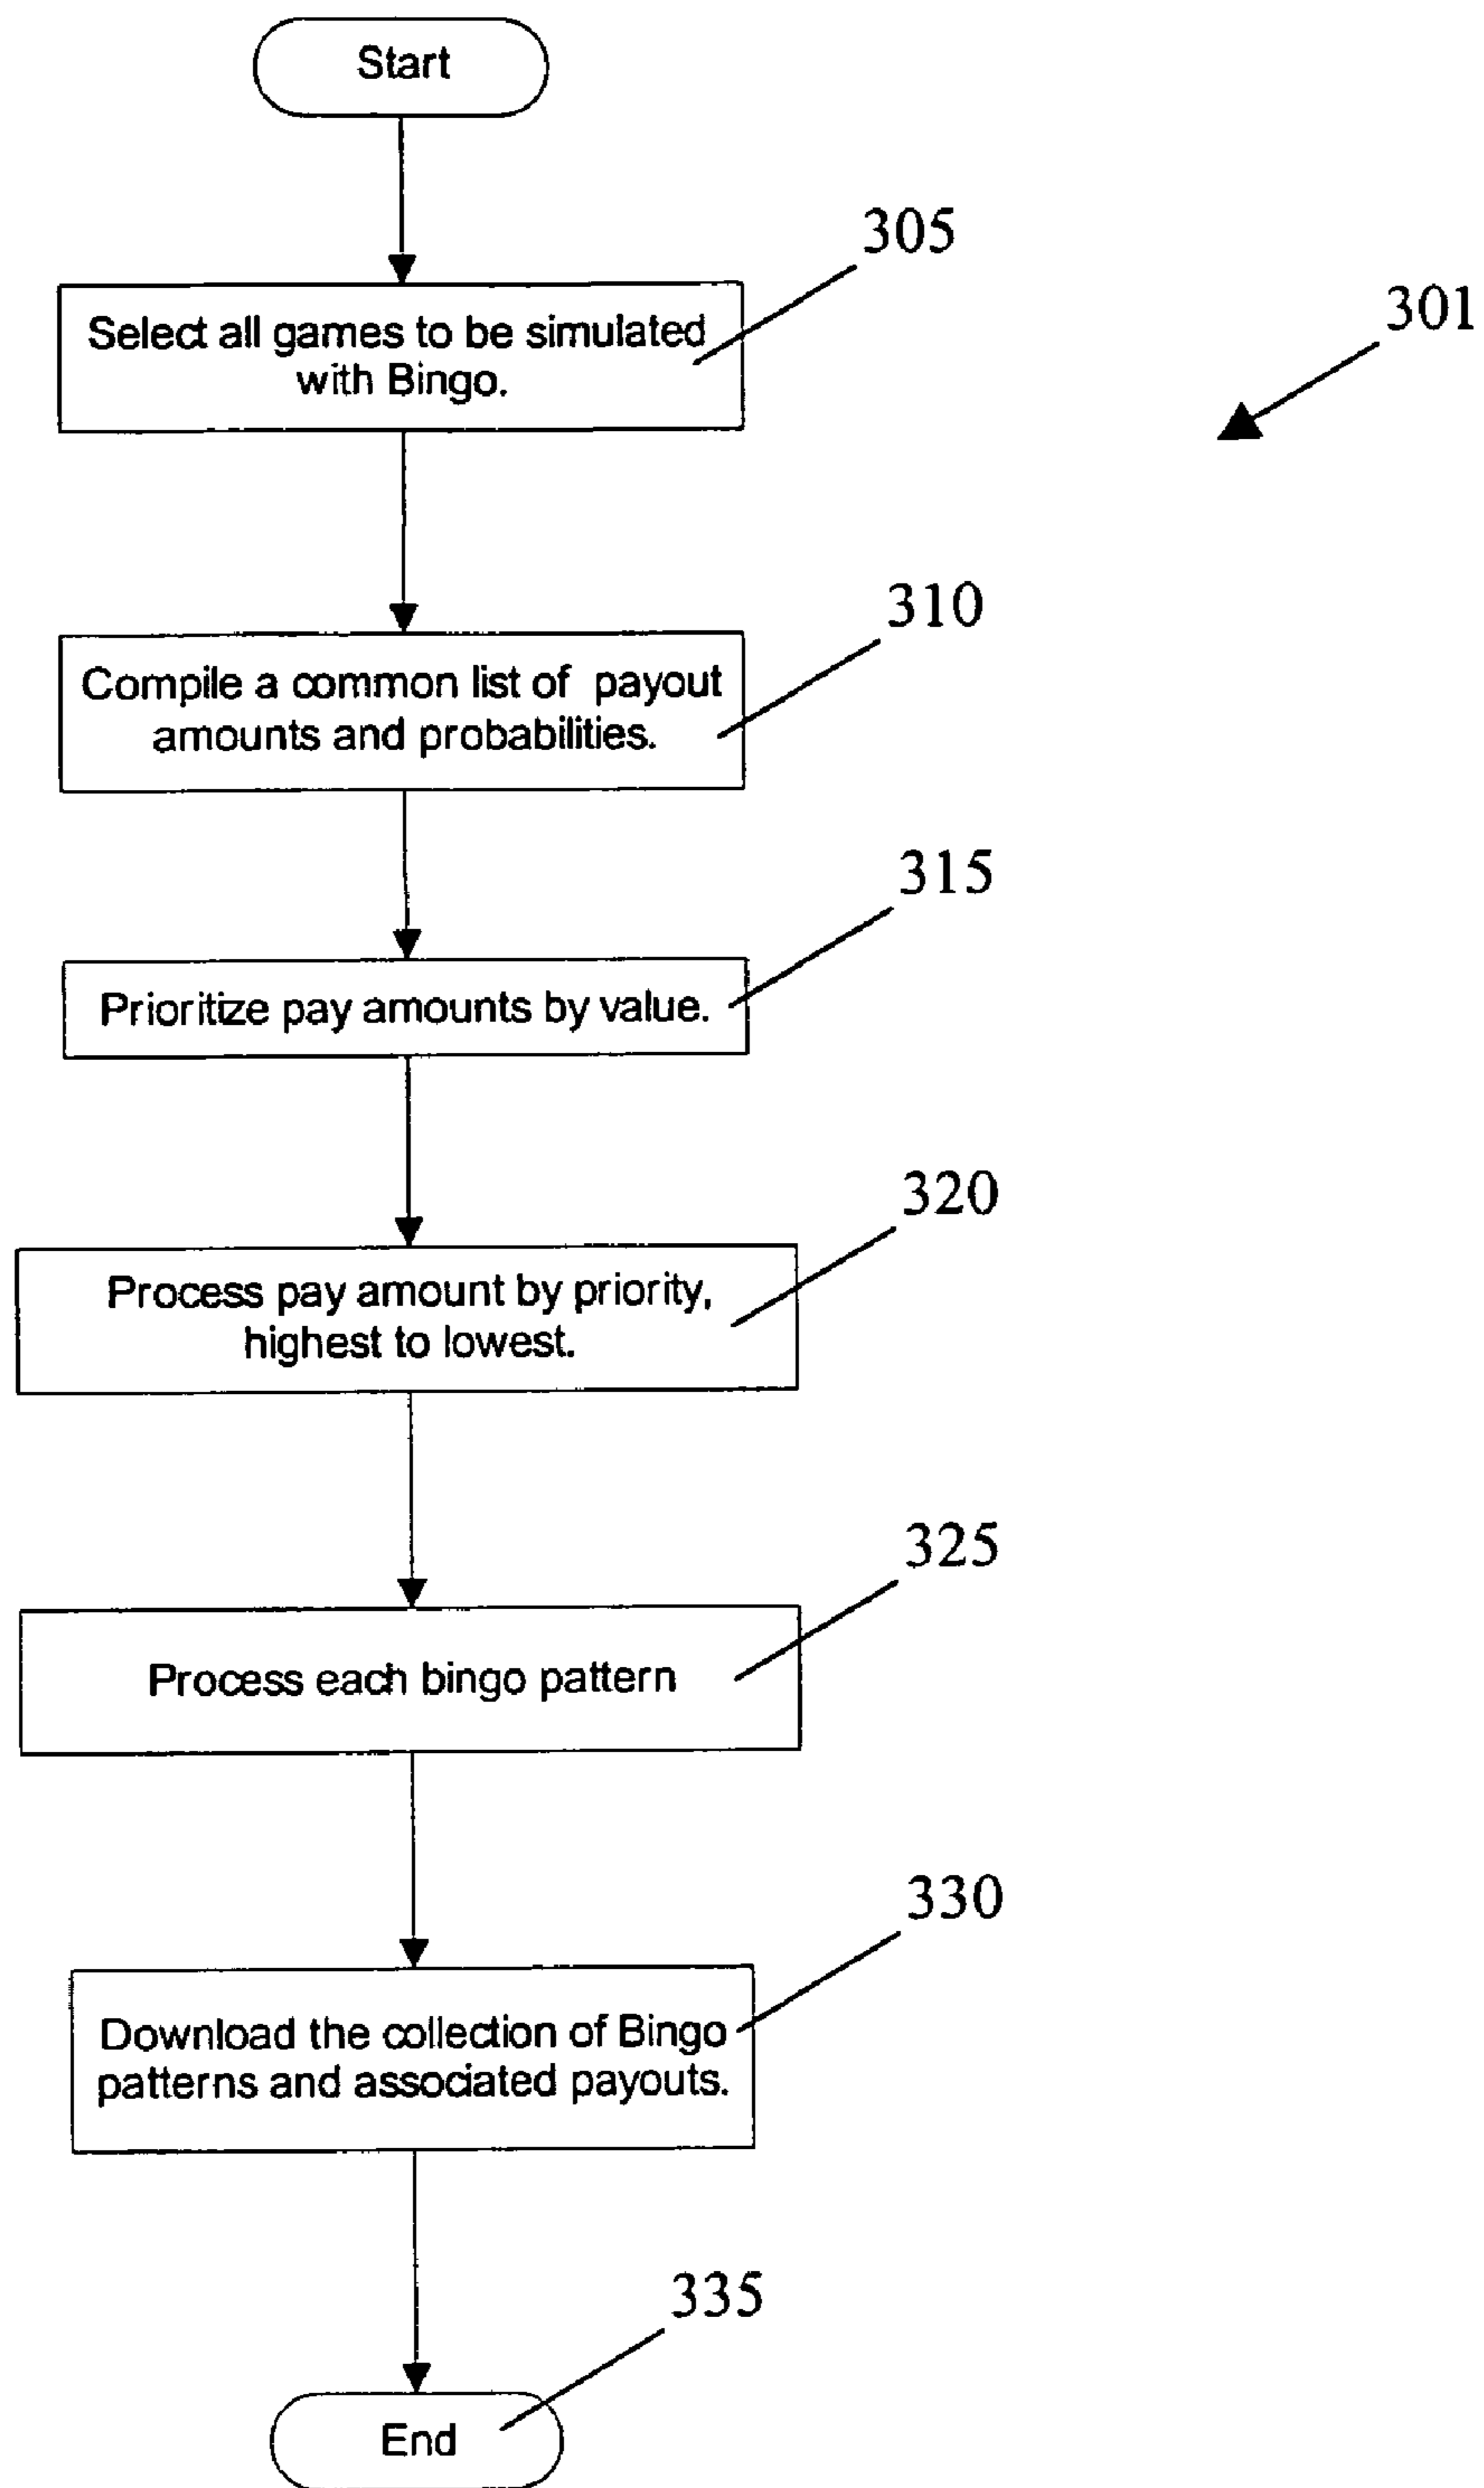 Start
305
301
Select all games to be simulated
with Bingo.
310
Compile a common list of payout
amounts and probabilities.
315
Prioritize pay amounts by value.
320
Process pay amount by priority,
highest to lowest.
325
Process each bingo pattern
330
Download the collection of Bingo
patterns and associated payouts.
335
End